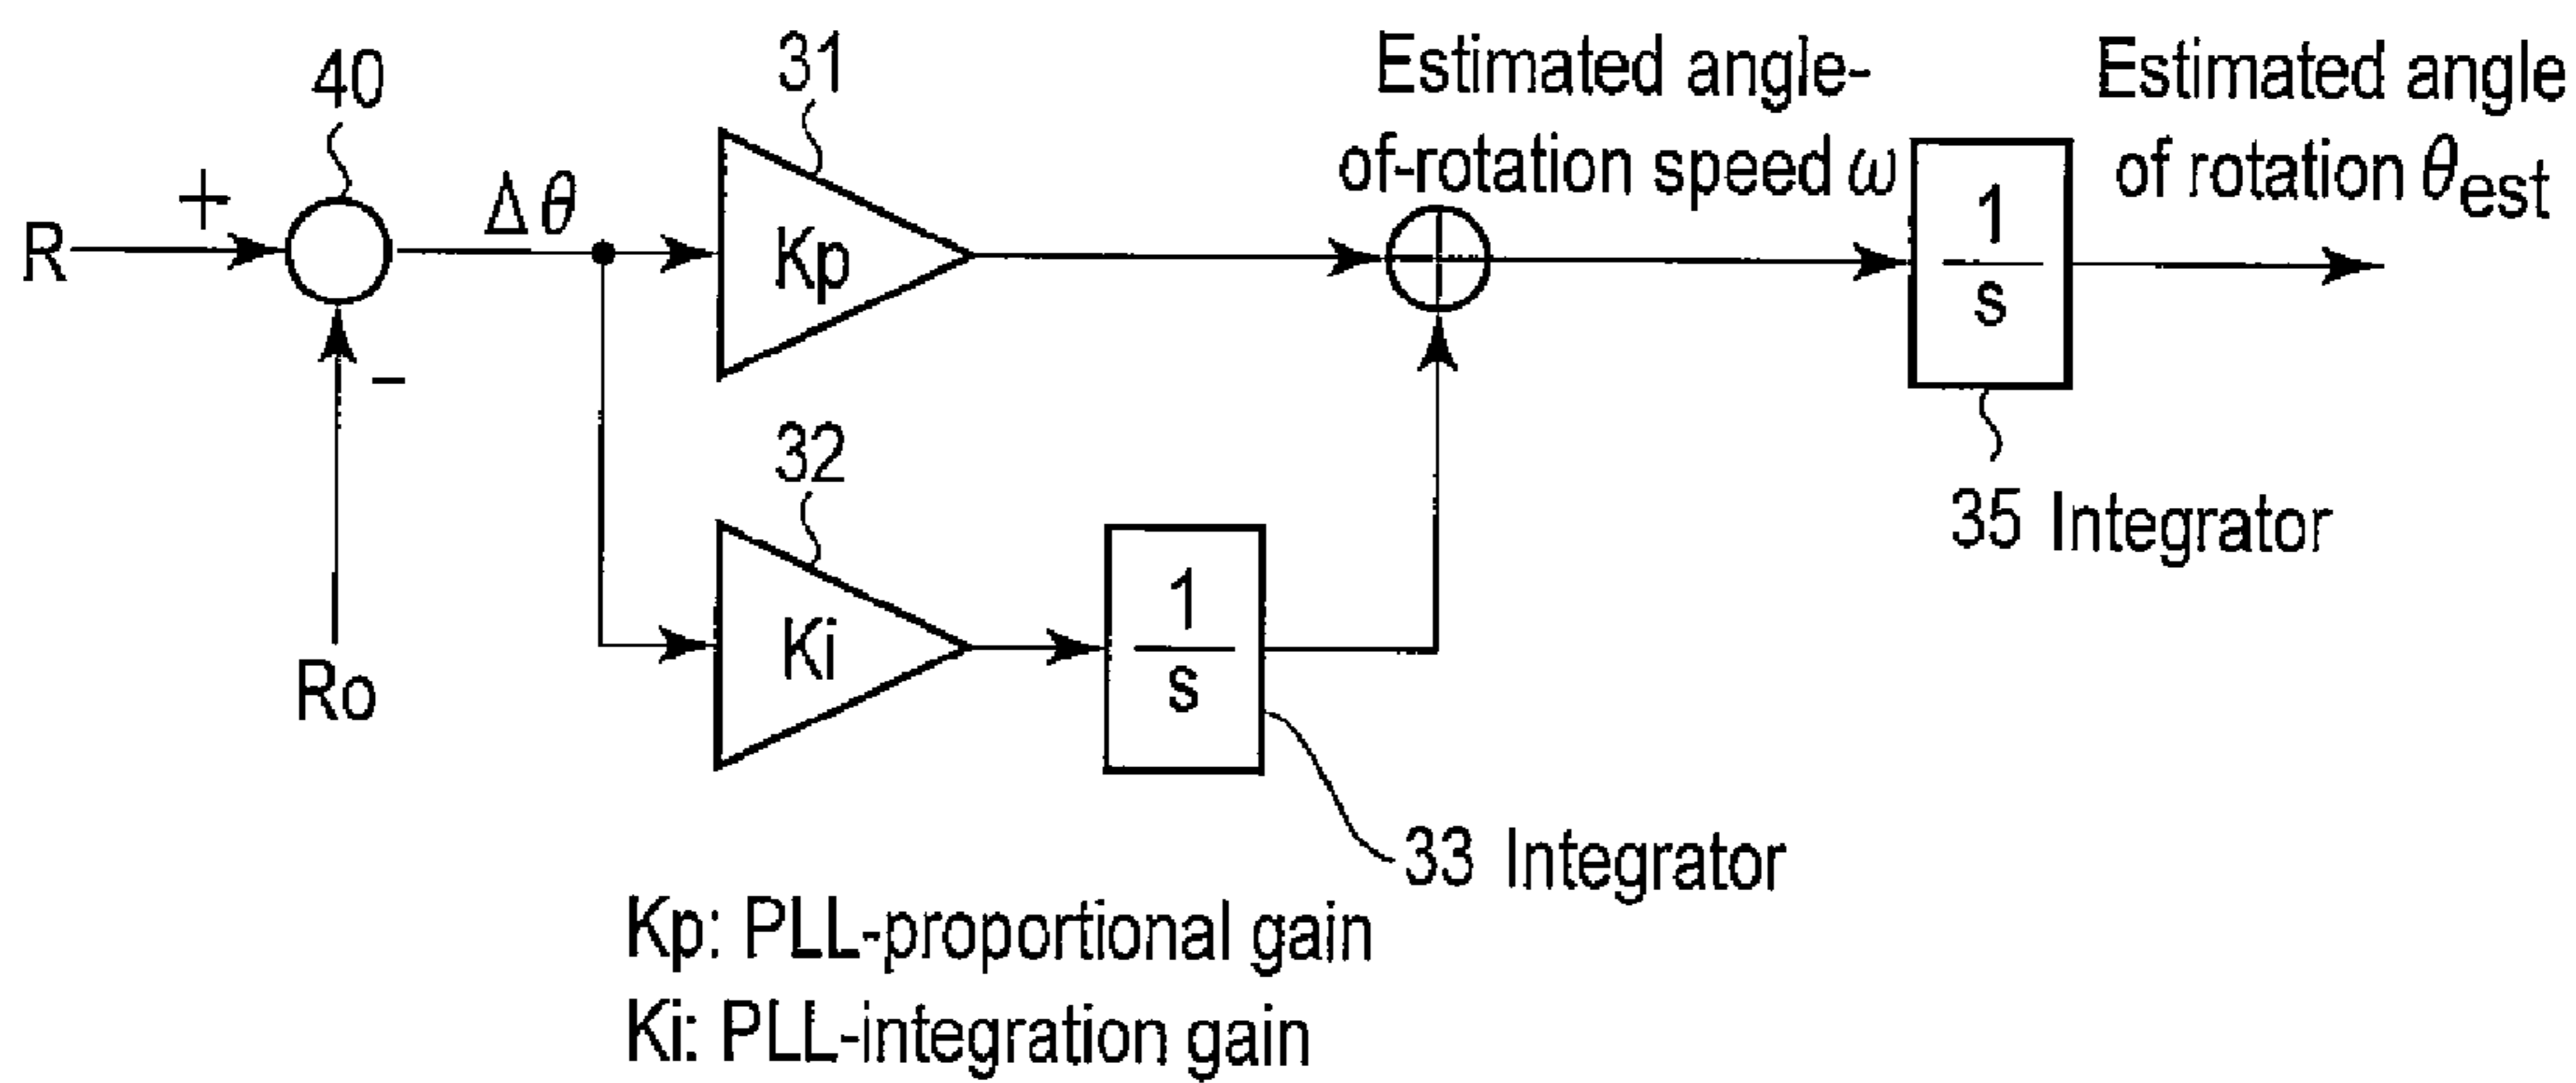 40
31
Estimated angle-
of-rotation speed ω
Estimated angle
of rotation θest
+
R
Δθ
Kp
1
s
−
Ro
32
Ki
1
s
35 Integrator
33 Integrator
Kp: PLL-proportional gain
Ki: PLL-integration gain